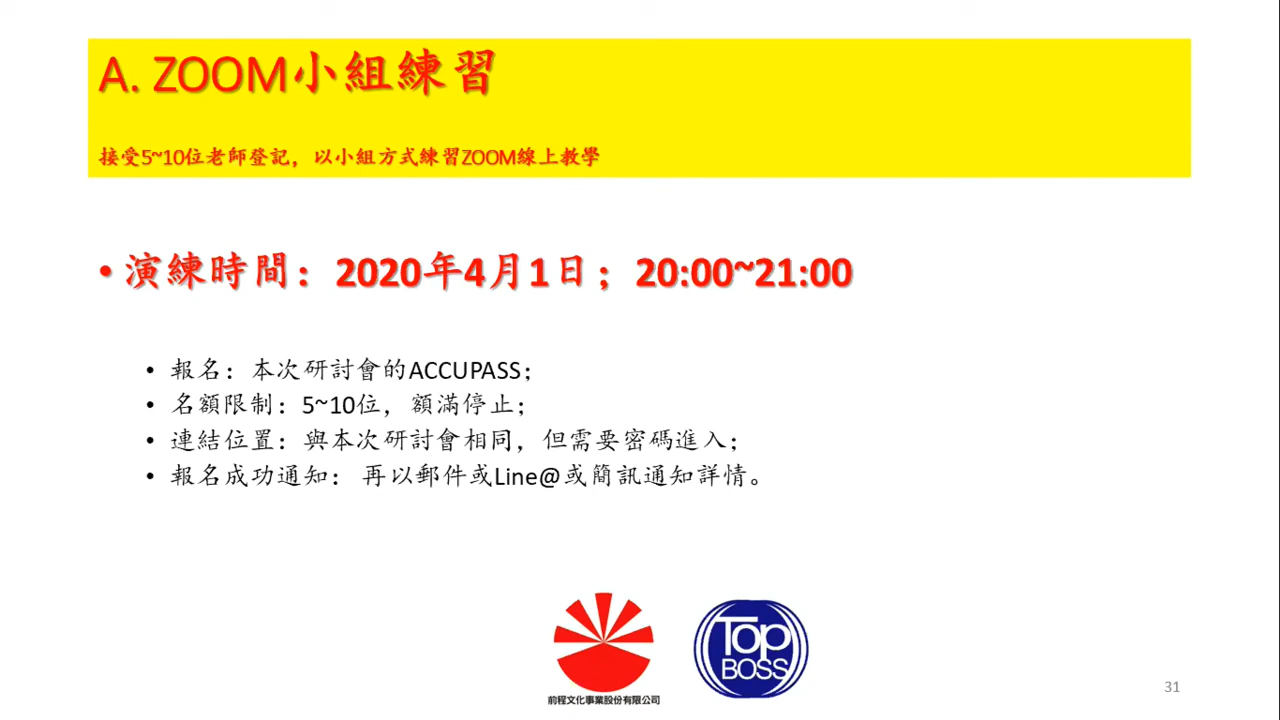 A. ZOOM小組練習
接受5~10位老師登記，以小組方式練習ZOOM線上教學
• 演練時間：2020年4月1日；20:00~21:00
• 報名：本次研討會的ACCUPASS；
• 名額限制：5~10位，額滿停止；
• 連結位置：與本次研討會相同，但需要密碼進入；
• 報名成功通知： 再以郵件或Line@或簡訊通知詳情。
前程文化事業股份有限公司
Top
BOSS
31